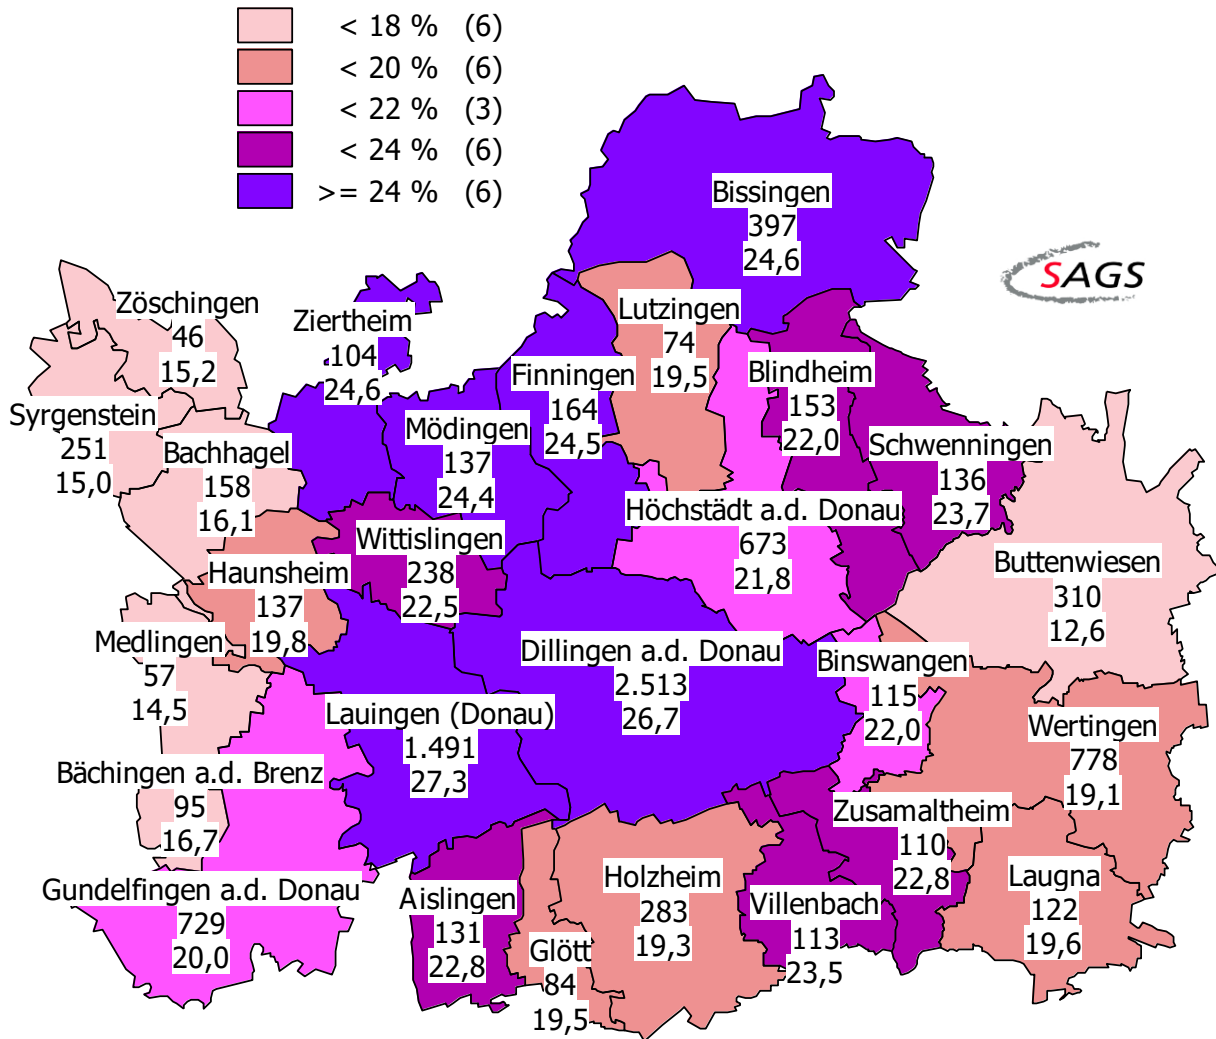 < 18 % (6)
< 20 % (6)
< 22 % (3)
< 24 % (6)
>= 24 % (6)
Bissingen
397
24,6
SAGS
Zöschingen
46
15,2
Ziertheim
104
24,6
Lutzingen
74
19,5
Finningen
164
24,5
Blindheim
153
22,0
Syrgenstein
251
15,0
Bachhagel
158
16,1
Mödingen
137
24,4
Schwenningen
136
23,7
Höchstädt a.d. Donau
673
21,8
Wittislingen
238
22,5
Buttenwiesen
310
12,6
Haunsheim
137
19,8
Medlingen
57
14,5
Dillingen a.d. Donau
2.513
26,7
Binswangen
115
22,0
Lauingen (Donau)
1.491
27,3
Wertingen
778
19,1
Bächingen a.d. Brenz
95
16,7
Zusamaltheim
110
22,8
Gundelfingen a.d. Donau
729
20,0
Aislingen
131
22,8
Holzheim
283
19,3
Villenbach
113
23,5
Laugna
122
19,6
Glött
84
19,5